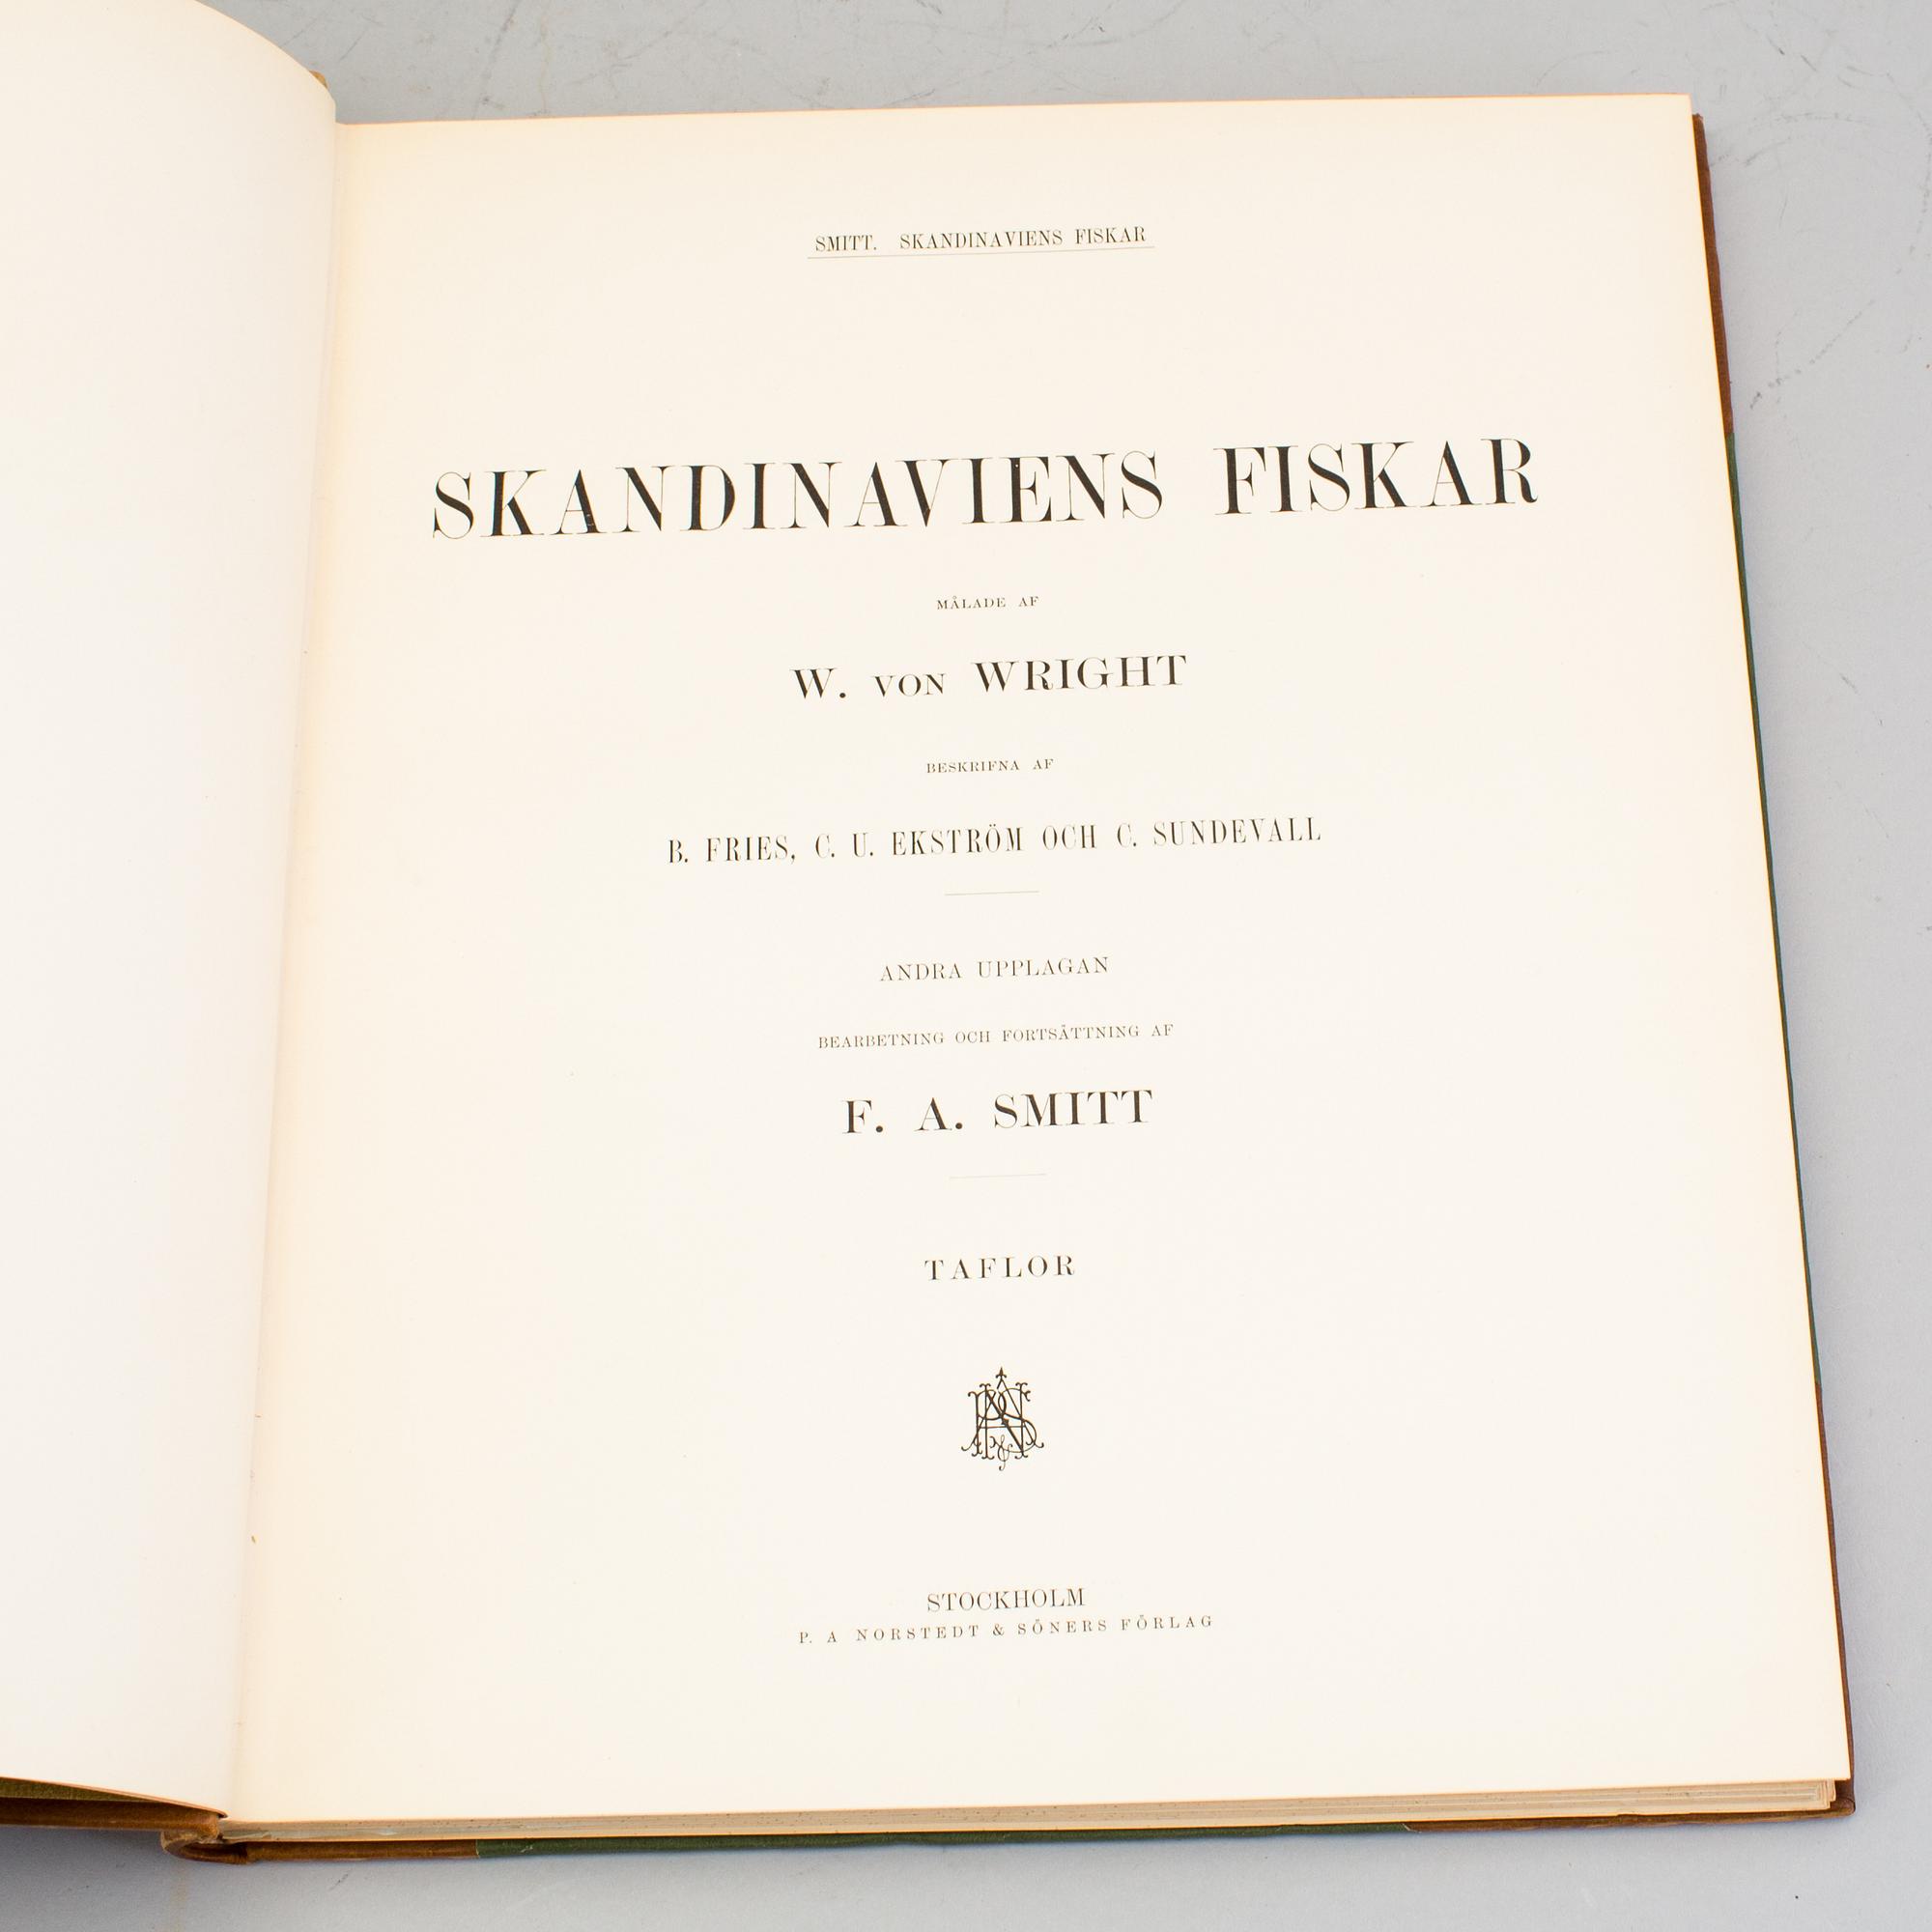 SMITT. SKANDINAVIENS FISKAR
SKANDINAVIENS FISKAR
MÅLADE AF
W. VON WRIGHT
BESKRIFNA AF
B. FRIES, C. U. EKSTRÖM OCH C. SUNDEVALL
ANDRA UPPLAGAN
BEARBETNING OCH FORTSÄTTNING AF
F. A. SMITT
TAFLOR
STOCKHOLM
P. A NORSTEDT & SÖNERS FÖRLAG